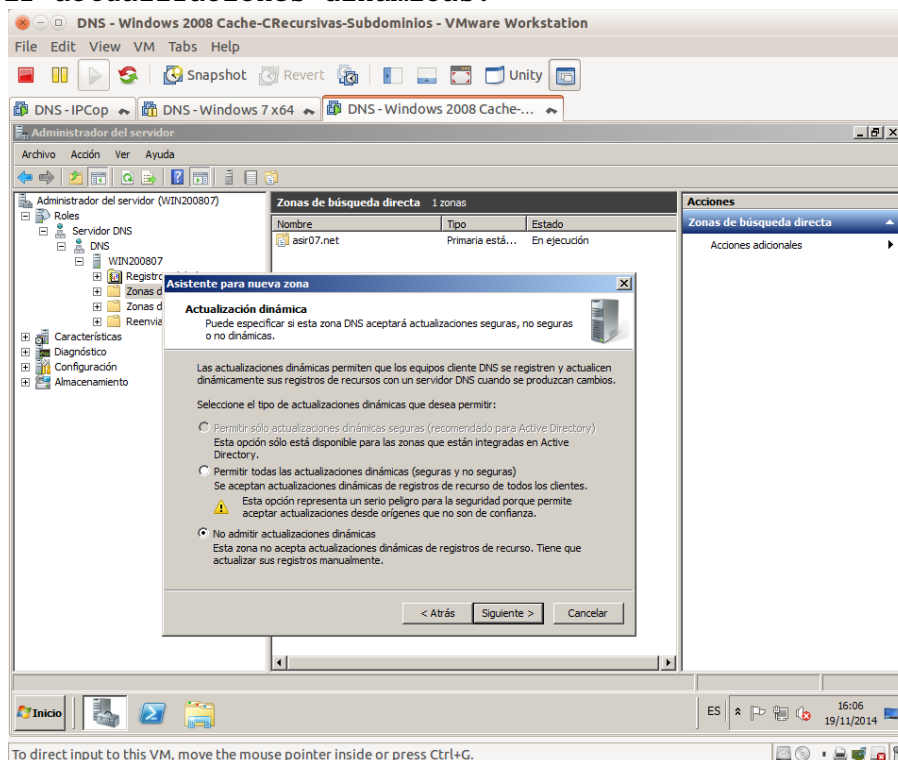 DNS - Windows 2008 Cache-CRecursivas-Subdominios - VMware Workstation
File Edit View VM Tabs Help
Snapshot Revert Unity
DNS - IPCop DNS - Windows 7 x64 DNS - Windows 2008 Cache-...
Administrador del servidor
Archivo Acción Ver Ayuda
Administrador del servidor (WIN200807)
Roles
Servidor DNS
DNS
WIN200807
Registro
Zonas d
Zonas d
Reenvia
Características
Diagnóstico
Configuración
Almacenamiento
Zonas de búsqueda directa 1 zonas
Nombre Tipo Estado
asir07.net Primaria está... En ejecución
Acciones
Zonas de búsqueda directa
Acciones adicionales
Asistente para nueva zona
Actualización dinámica
Puede especificar si esta zona DNS aceptará actualizaciones seguras, no seguras
o no dinámicas.
Las actualizaciones dinámicas permiten que los equipos cliente DNS se registren y actualicen
dinámicamente sus registros de recursos con un servidor DNS cuando se produzcan cambios.
Seleccione el tipo de actualizaciones dinámicas que desea permitir:
Permitir sólo actualizaciones dinámicas seguras (recomendado para Active Directory)
Esta opción sólo está disponible para las zonas que están integradas en Active
Directory.
Permitir todas las actualizaciones dinámicas (seguras y no seguras)
Se aceptan actualizaciones dinámicas de registros de recurso de todos los clientes.
Esta opción representa un serio peligro para la seguridad porque permite
aceptar actualizaciones desde orígenes que no son de confianza.
No admitir actualizaciones dinámicas
Esta zona no acepta actualizaciones dinámicas de registros de recurso. Tiene que
actualizar sus registros manualmente.
< Atrás Siguiente > Cancelar
Inicio
ES
16:06
19/11/2014
To direct input to this VM, move the mouse pointer inside or press Ctrl+G.